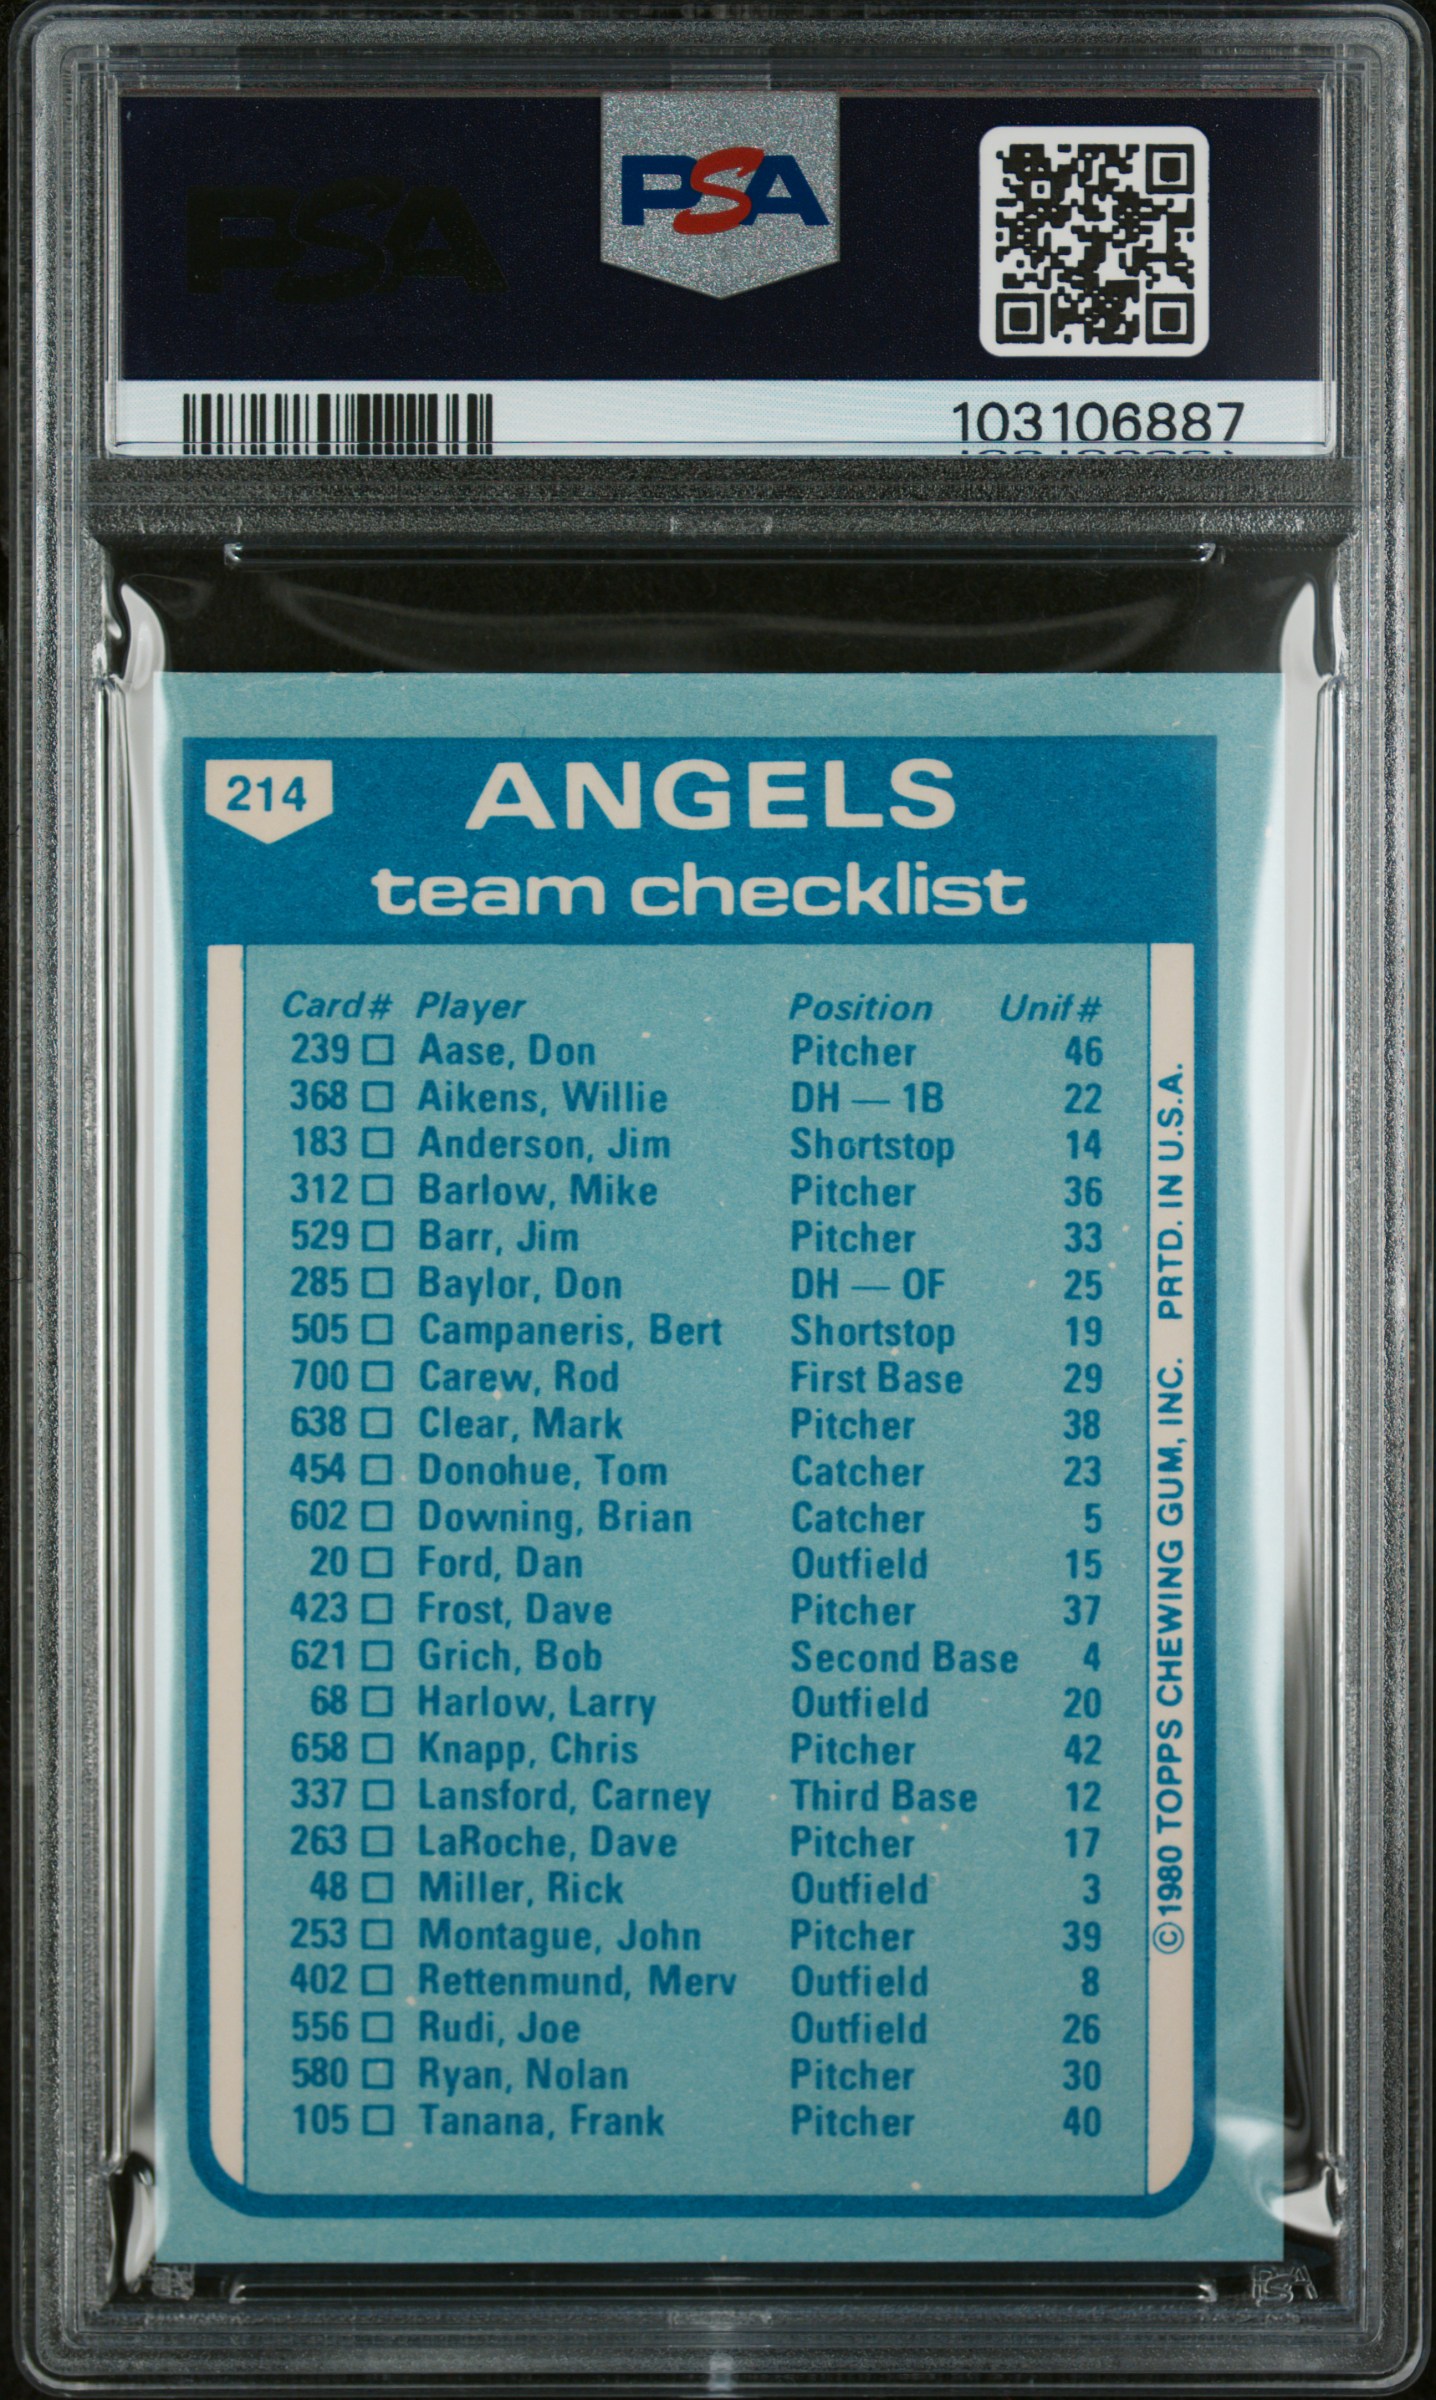 PSA
PSA
103106887
214
ANGELS
team checklist
Card# Player Position Unif#
239 Aase, Don Pitcher 46
368 Aikens, Willie DH — 1B 22
183 Anderson, Jim Shortstop 14
312 Barlow, Mike Pitcher 36
529 Barr, Jim Pitcher 33
285 Baylor, Don DH — OF 25
505 Campaneris, Bert Shortstop 19
700 Carew, Rod First Base 29
638 Clear, Mark Pitcher 38
454 Donohue, Tom Catcher 23
602 Downing, Brian Catcher 5
20 Ford, Dan Outfield 15
423 Frost, Dave Pitcher 37
621 Grich, Bob Second Base 4
68 Harlow, Larry Outfield 20
658 Knapp, Chris Pitcher 42
337 Lansford, Carney Third Base 12
263 LaRoche, Dave Pitcher 17
48 Miller, Rick Outfield 3
253 Montague, John Pitcher 39
402 Rettenmund, Merv Outfield 8
556 Rudi, Joe Outfield 26
580 Ryan, Nolan Pitcher 30
105 Tanana, Frank Pitcher 40
©1980 TOPPS CHEWING GUM, INC. PRTD. IN U.S.A.
PSA